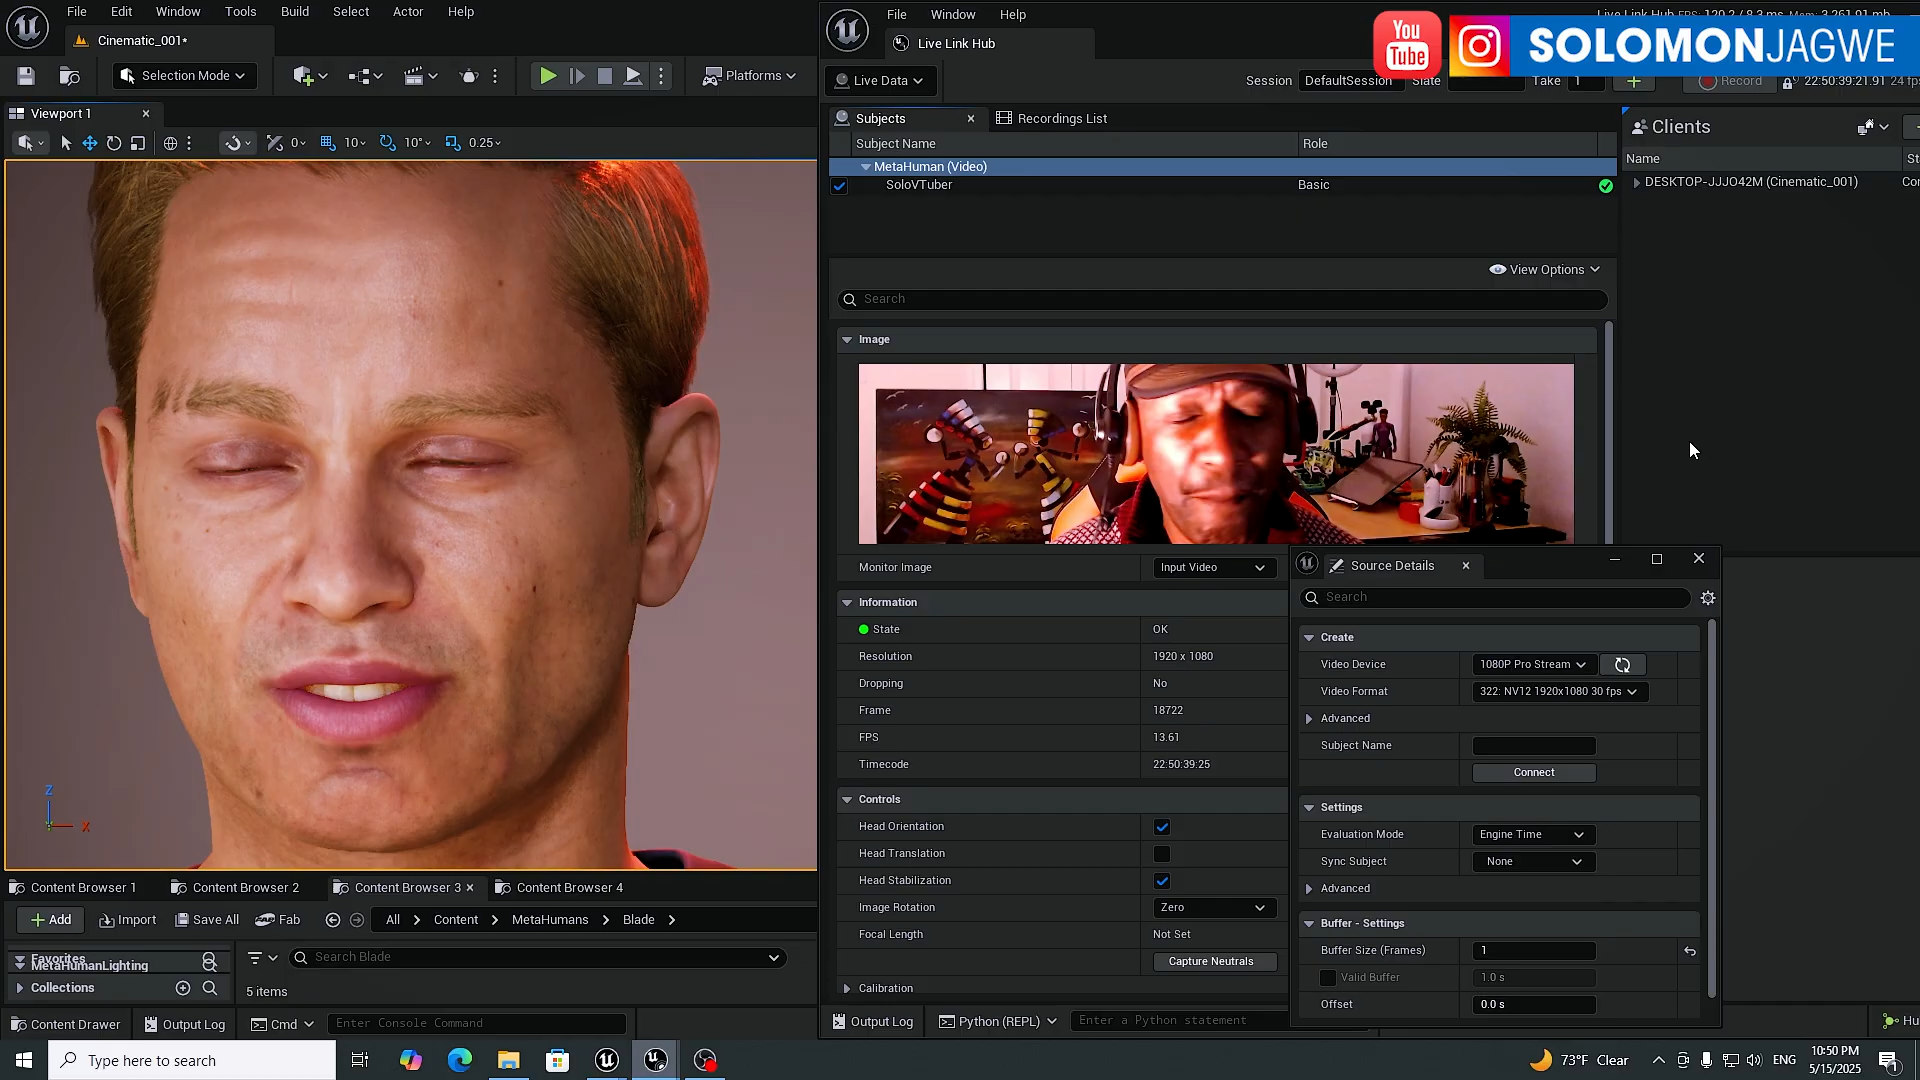 File Edit Window Tools Build Select Actor Help
Cinematic_001*
Selection Mode
Platforms
Viewport 1
0 10 10° 0.25
Z
X
Content Browser 1 Content Browser 2 Content Browser 3 Content Browser 4
Add Import Save All Fab All Content MetaHumans Blade
Favorites
MetaHumanLighting
Search Blade
Collections
5 items
Content Drawer Output Log Cmd Enter Console Command
File Window Help
Live Link Hub
You
Tube
SOLOMONJAGWE
Live Data
Session DefaultSession Slate Take 1 Record 22:50:39:21.91 24 fp
Subjects Recordings List
Subject Name Role
MetaHuman (Video)
SoloVTuber Basic
Clients
Name St
DESKTOP-JJJO42M (Cinematic_001) Con
View Options
Search
Image
Monitor Image Input Video
Information
State OK
Resolution 1920 x 1080
Dropping No
Frame 18722
FPS 13.61
Timecode 22:50:39:25
Controls
Head Orientation
Head Translation
Head Stabilization
Image Rotation Zero
Focal Length Not Set
Capture Neutrals
Calibration
Output Log Python (REPL) Enter a Python statement
Source Details
Search
Create
Video Device 1080P Pro Stream
Video Format 322: NV12 1920x1080 30 fps
Advanced
Subject Name
Connect
Settings
Evaluation Mode Engine Time
Sync Subject None
Advanced
Buffer - Settings
Buffer Size (Frames) 1
Valid Buffer 1.0 s
Offset 0.0 s
Hu
Type here to search
73°F Clear
ENG
10:50 PM
5/15/2025
1